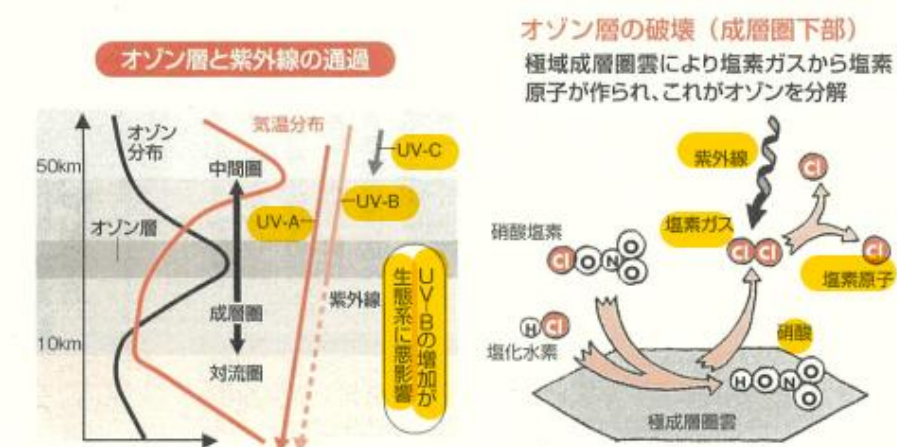 オゾン層と紫外線の通過
オゾン
分布
気温分布
50km
中間圏
UV-C
UV-B
UV-A
オゾン層
成層圏
紫外線
10km
対流圏
UV-Bの増加が
生態系に悪影響
オゾン層の破壊（成層圏下部）
極域成層圏雲により塩素ガスから塩素
原子が作られ、これがオゾンを分解
紫外線
Cl
塩素ガス
硝酸塩素
Cl O N O O
Cl Cl
Cl
塩素原子
H Cl
塩化水素
硝酸
H O N O O
極成層圏雲